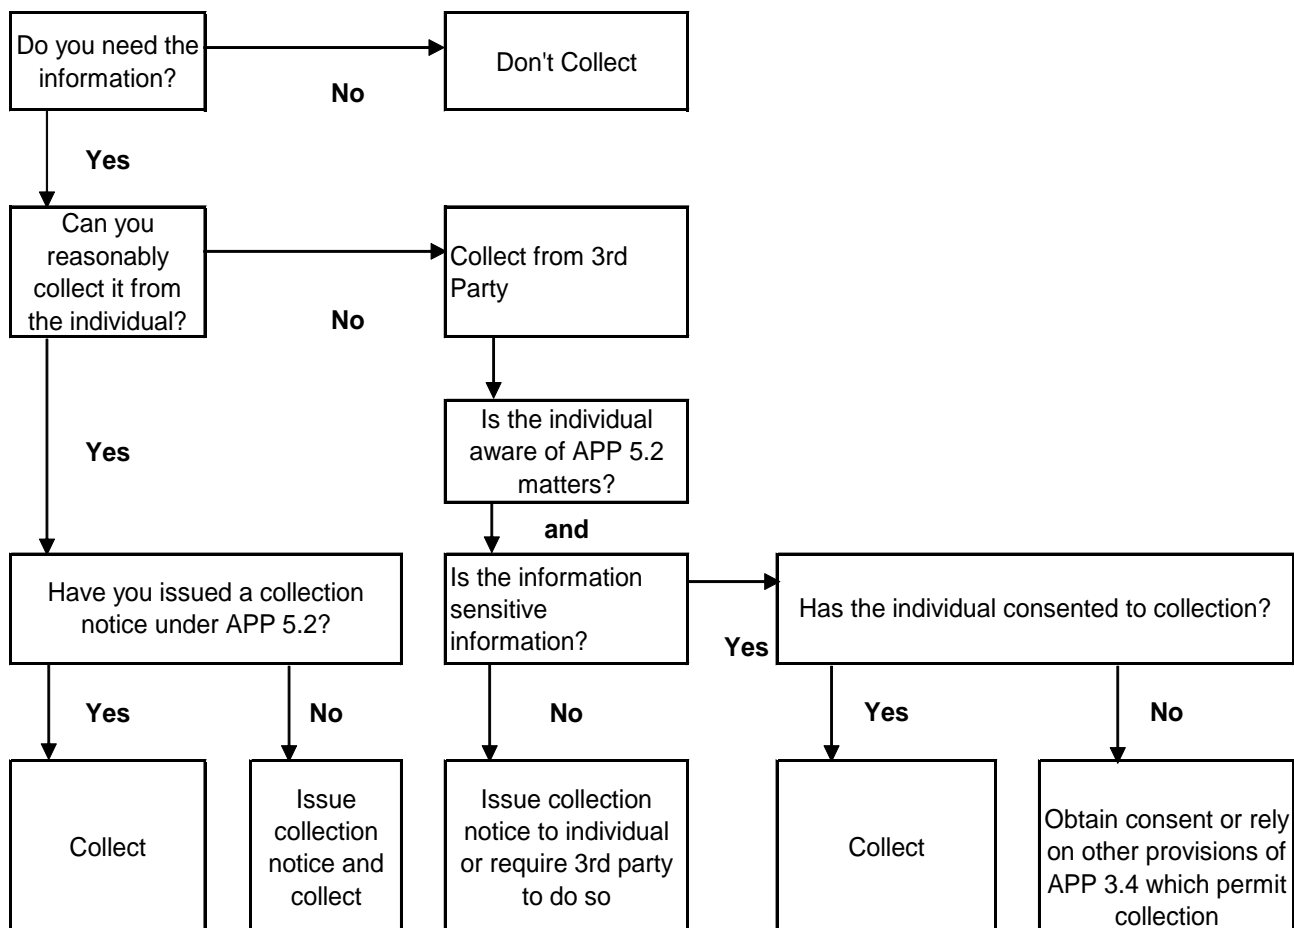 Do you need the
information?
Don't Collect
No
Yes
Can you
reasonably
collect it from
the individual?
Collect from 3rd
Party
No
Yes
Is the individual
aware of APP 5.2
matters?
and
Have you issued a collection
notice under APP 5.2?
Is the information
sensitive
information?
Yes
Has the individual consented to collection?
Yes
No
No
Yes
No
Collect
Issue
collection
notice and
collect
Issue collection
notice to individual
or require 3rd party
to do so
Collect
Obtain consent or rely
on other provisions of
APP 3.4 which permit
collection